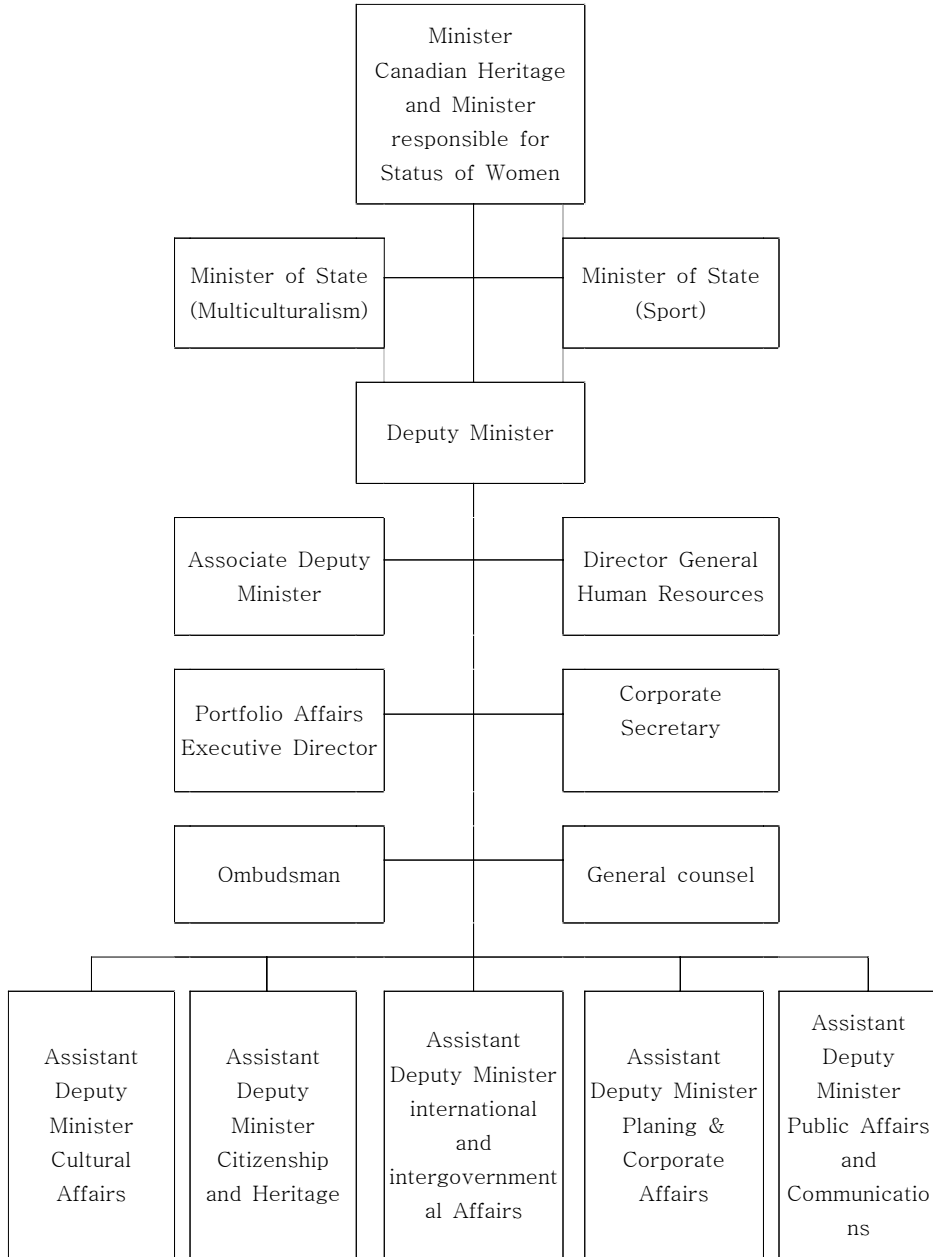 Minister
Canadian Heritage
and Minister
responsible for
Status of Women
Minister of State
(Multiculturalism)
Minister of State
(Sport)
Deputy Minister
Associate Deputy
Minister
Director General
Human Resources
Portfolio Affairs
Executive Director
Corporate
Secretary
Ombudsman
General counsel
Assistant
Deputy
Minister
Cultural
Affairs
Assistant
Deputy
Minister
Citizenship
and Heritage
Assistant
Deputy Minister
international
and
intergovernment
al Affairs
Assistant
Deputy Minister
Planing &
Corporate
Affairs
Assistant
Deputy
Minister
Public Affairs
and
Communicatio
ns